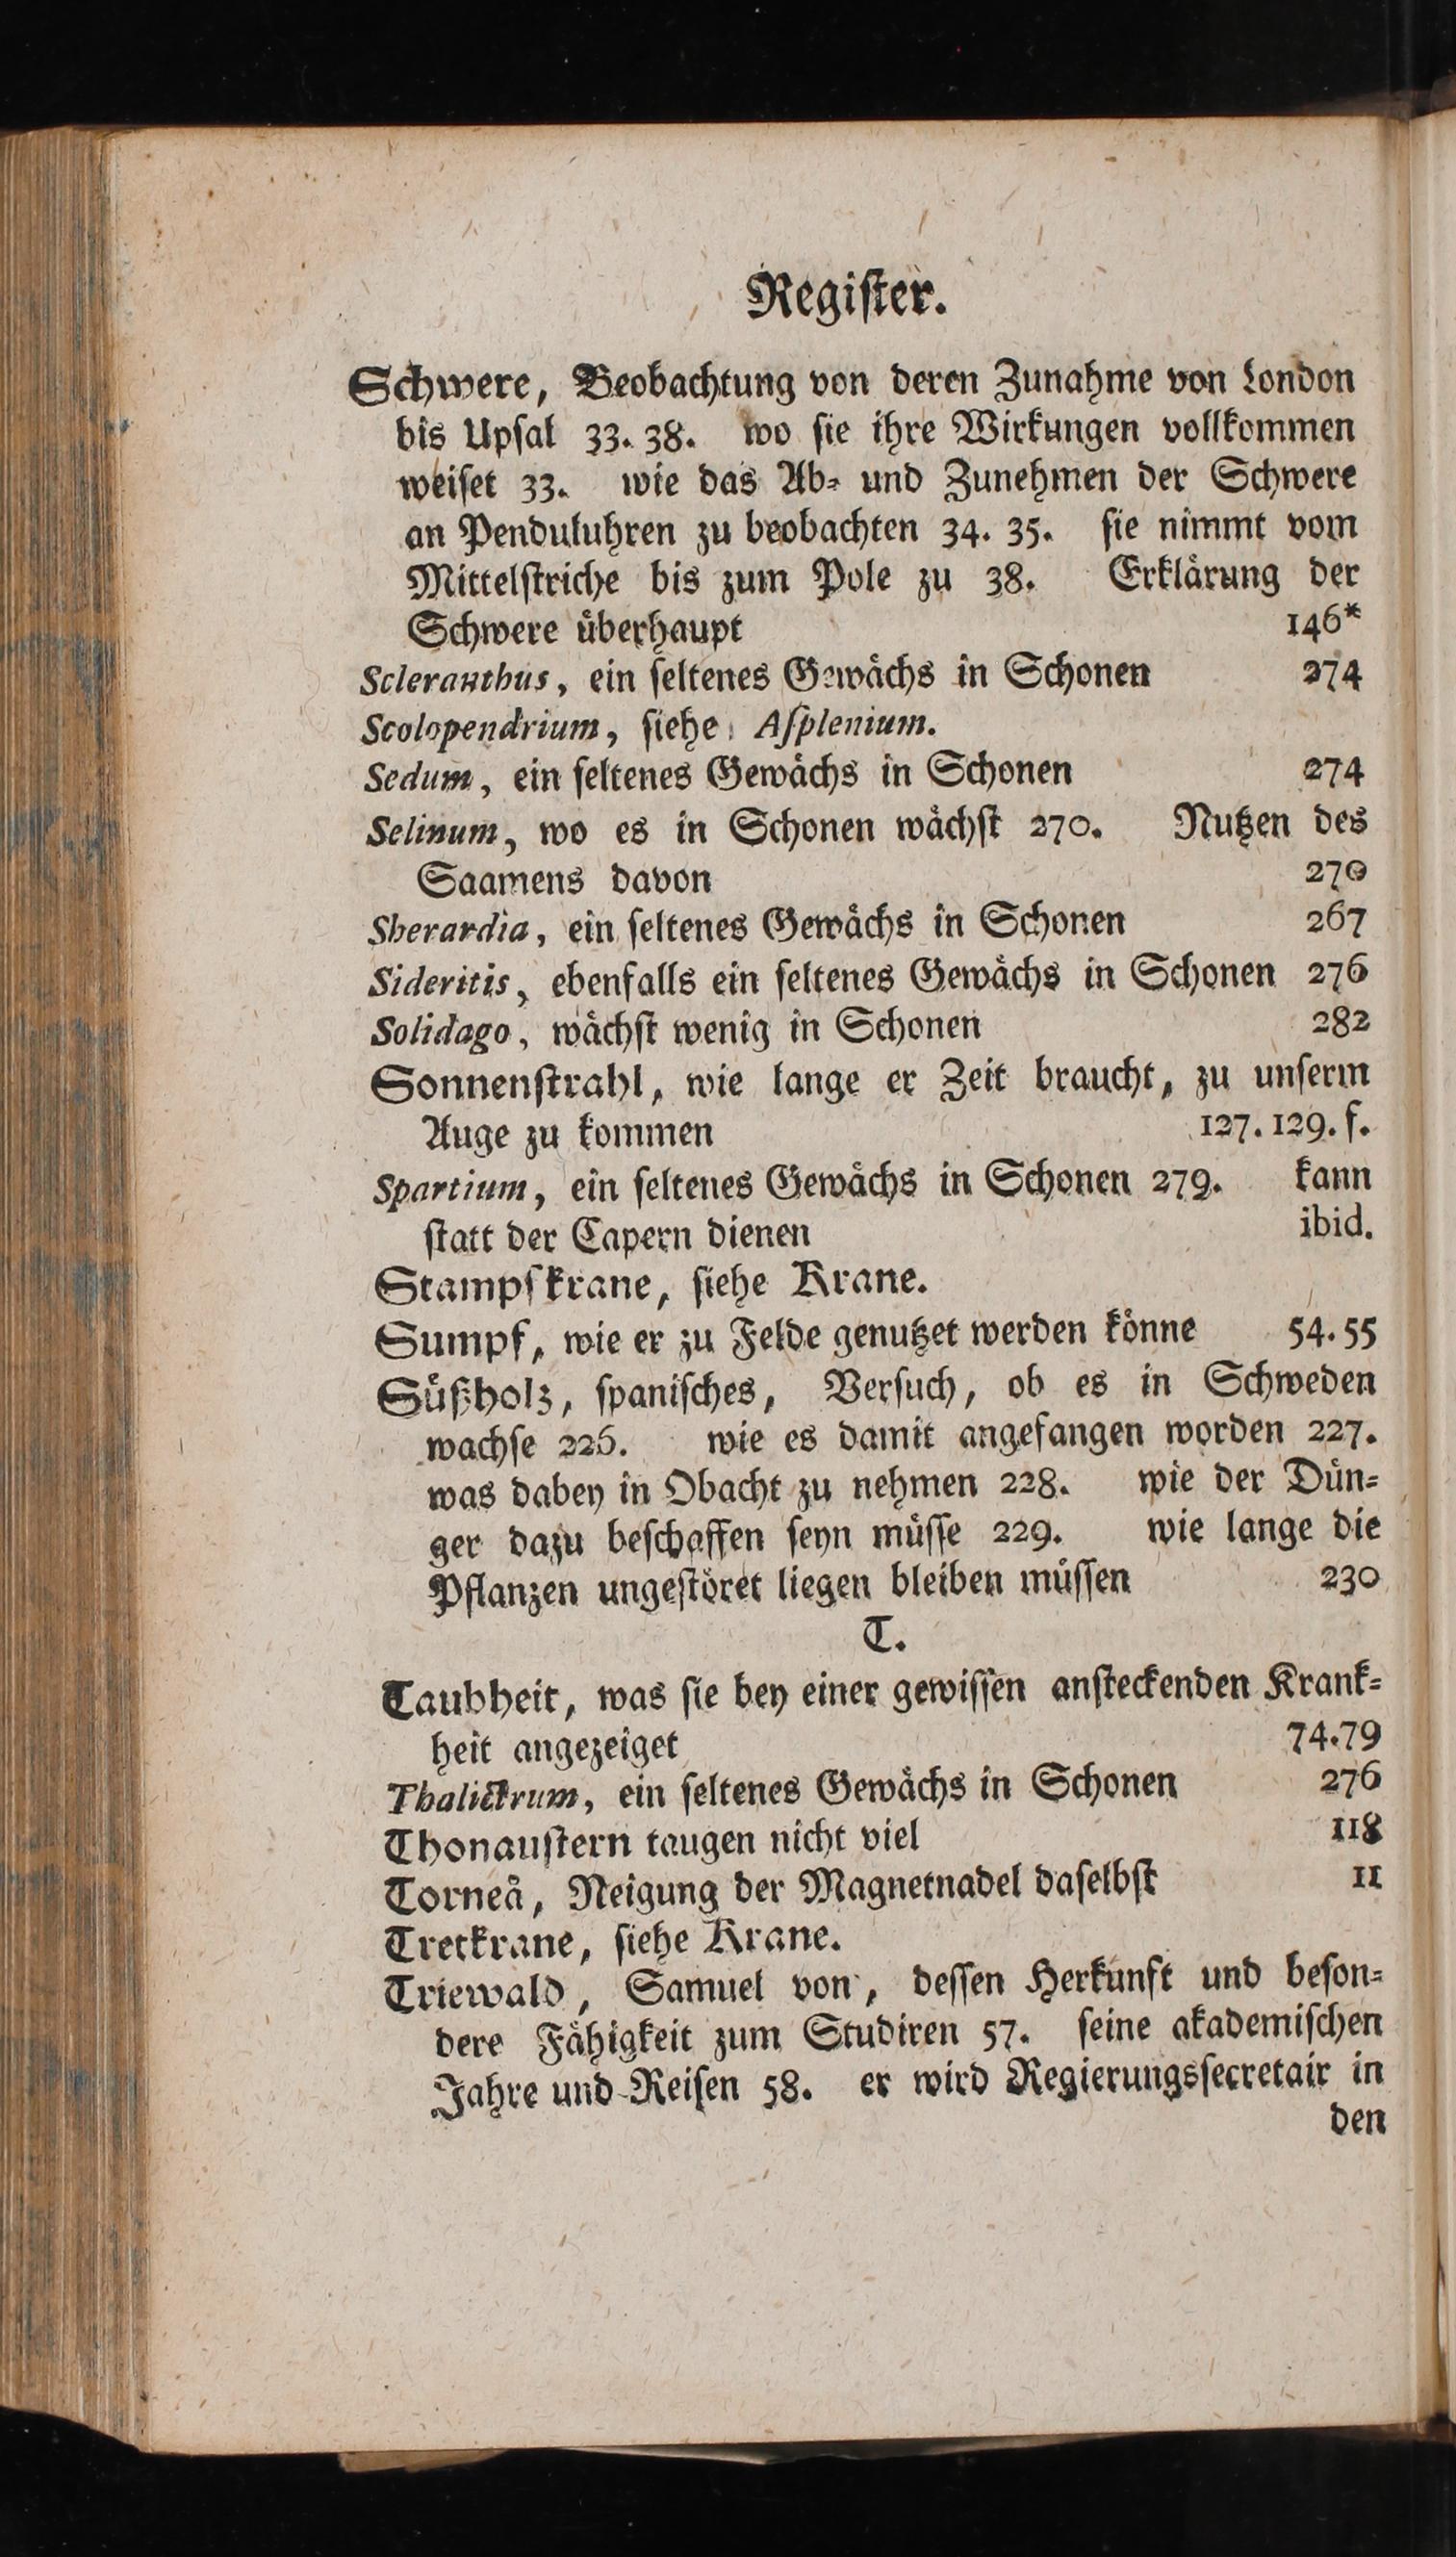 Regiſter.
Schwere, Beobachtung von deren Zunahme von London
bis Upſal 33. 38. wo ſie ihre Wirkungen vollkommen
weiſet 33. wie das Ab- und Zunehmen der Schwere
an Penduluhren zu beobachten 34. 35. ſie nimmt vom
Mittelſtriche bis zum Pole zu 38. Erklärung der
Schwere überhaupt 146*
Scleranthus, ein ſeltenes Gewächs in Schonen 274
Scolopendrium, ſiehe Aſplenium.
Sedum, ein ſeltenes Gewächs in Schonen 274
Selinum, wo es in Schonen wächſt 270. Nutzen des
Saamens davon 270
Sherardia, ein ſeltenes Gewächs in Schonen 267
Sideritis, ebenfalls ein ſeltenes Gewächs in Schonen 276
Solidago, wächſt wenig in Schonen 282
Sonnenſtrahl, wie lange er Zeit braucht, zu unſerm
Auge zu kommen 127. 129. f.
Spartium, ein ſeltenes Gewächs in Schonen 279. kann
ſtatt der Capern dienen ibid.
Stampfkrane, ſiehe Krane.
Sumpf, wie er zu Felde genutzet werden könne 54. 55
Süßholz, ſpaniſches, Verſuch, ob es in Schweden
wachſe 226. wie es damit angefangen worden 227.
was dabey in Obacht zu nehmen 228. wie der Dün-
ger dazu beſchaffen ſeyn müſſe 229. wie lange die
Pflanzen ungeſtöret liegen bleiben müſſen 230
T.
Taubheit, was ſie bey einer gewiſſen anſteckenden Krank-
heit angezeiget 74. 79
Thalictrum, ein ſeltenes Gewächs in Schonen 276
Thonauſtern taugen nicht viel 118
Torneå, Neigung der Magnetnadel daſelbſt 11
Tretkrane, ſiehe Krane.
Triewald, Samuel von, deſſen Herkunft und beſon-
dere Fähigkeit zum Studiren 57. ſeine akademiſchen
Jahre und Reiſen 58. er wird Regierungsſecretair in
den